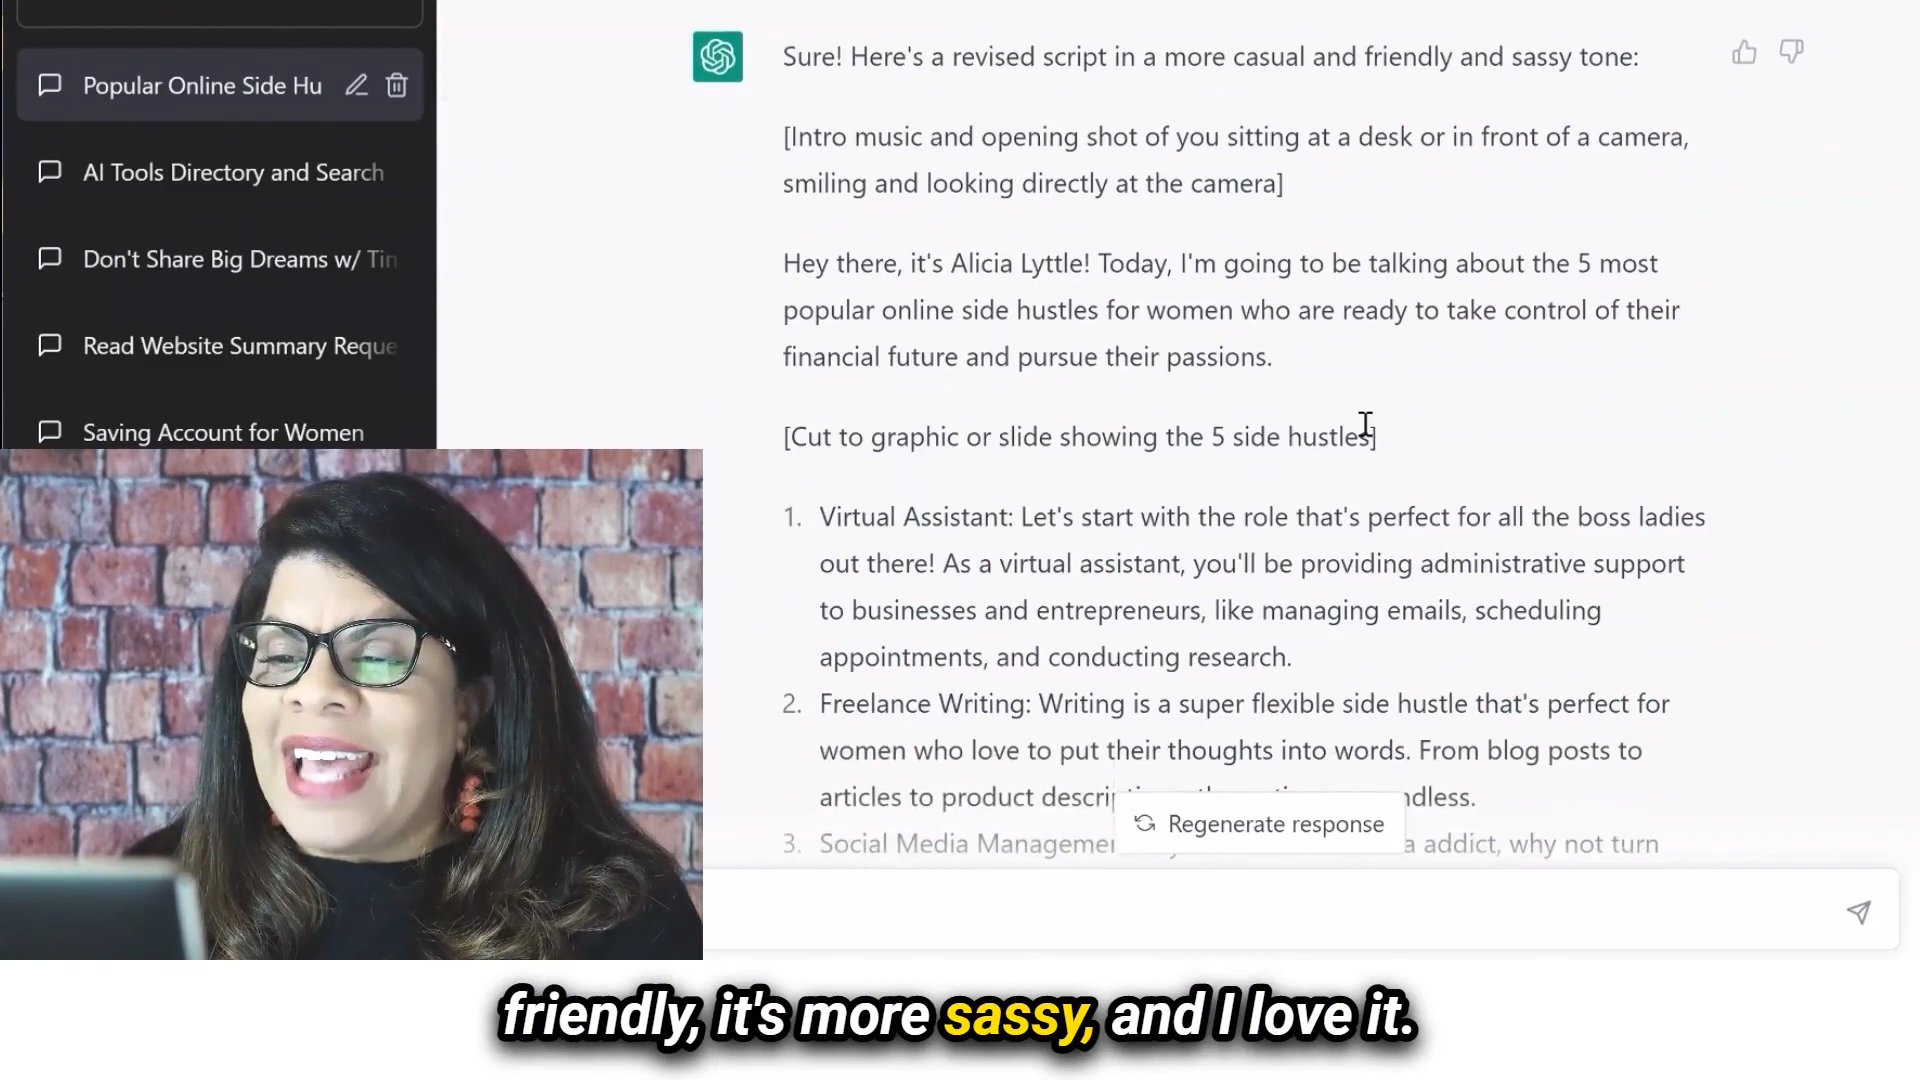 Popular Online Side Hu
AI Tools Directory and Search
Don't Share Big Dreams w/ Tin
Read Website Summary Reque
Saving Account for Women
Sure! Here's a revised script in a more casual and friendly and sassy tone:
[Intro music and opening shot of you sitting at a desk or in front of a camera,
smiling and looking directly at the camera]
Hey there, it's Alicia Lyttle! Today, I'm going to be talking about the 5 most
popular online side hustles for women who are ready to take control of their
financial future and pursue their passions.
[Cut to graphic or slide showing the 5 side hustles]
1. Virtual Assistant: Let's start with the role that's perfect for all the boss ladies
out there! As a virtual assistant, you'll be providing administrative support
to businesses and entrepreneurs, like managing emails, scheduling
appointments, and conducting research.
2. Freelance Writing: Writing is a super flexible side hustle that's perfect for
women who love to put their thoughts into words. From blog posts to
articles to product
3. Social Media a addict, why not turn
Regenerate response
friendly, it's more sassy, and I love it.